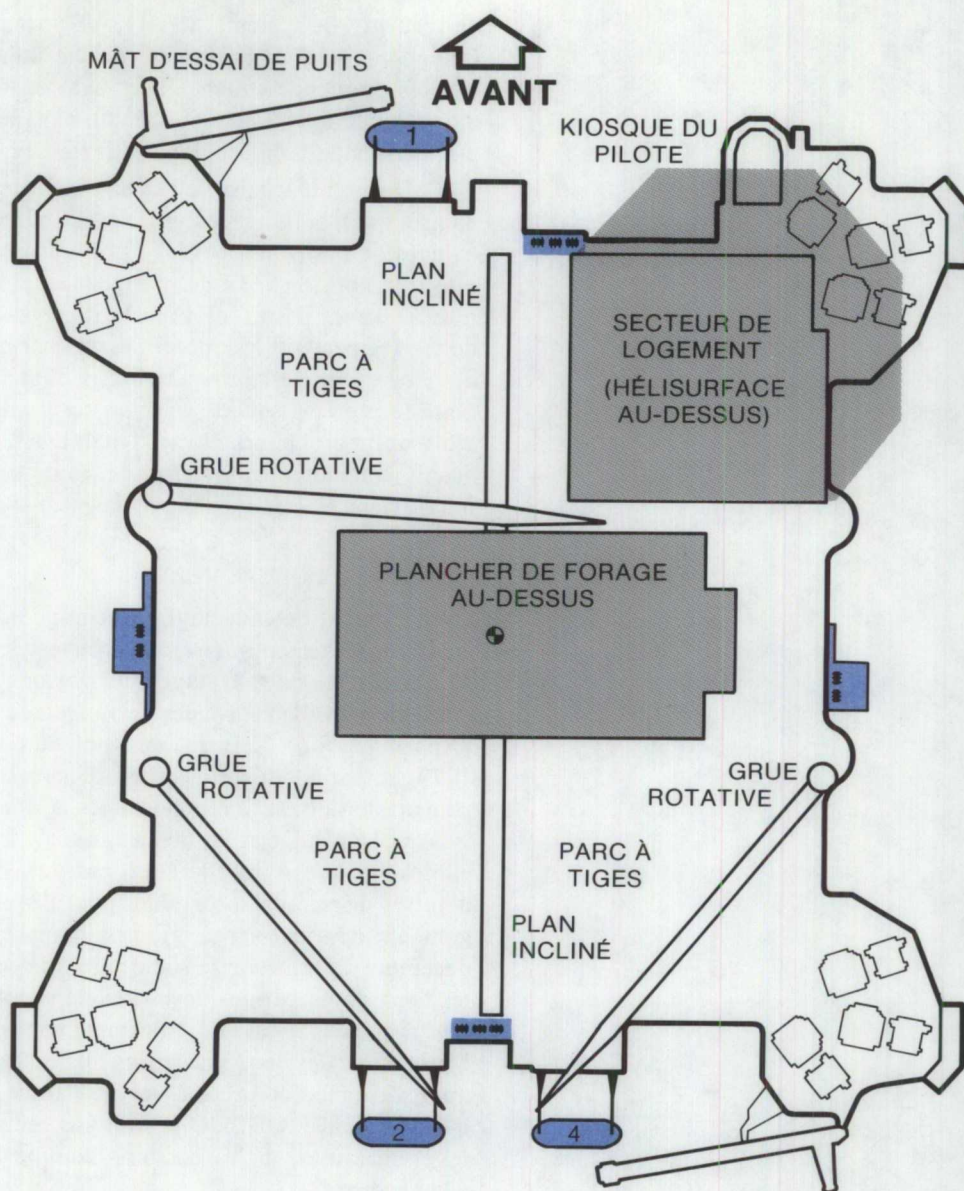 MÂT D'ESSAI DE PUITS
AVANT
1
KIOSQUE DU
PILOTE
PLAN
INCLINÉ
SECTEUR DE
LOGEMENT
(HÉLISURFACE
AU-DESSUS)
PARC À
TIGES
GRUE ROTATIVE
PLANCHER DE FORAGE
AU-DESSUS
GRUE
ROTATIVE
GRUE
ROTATIVE
PARC À
TIGES
PARC À
TIGES
PLAN
INCLINÉ
2
4